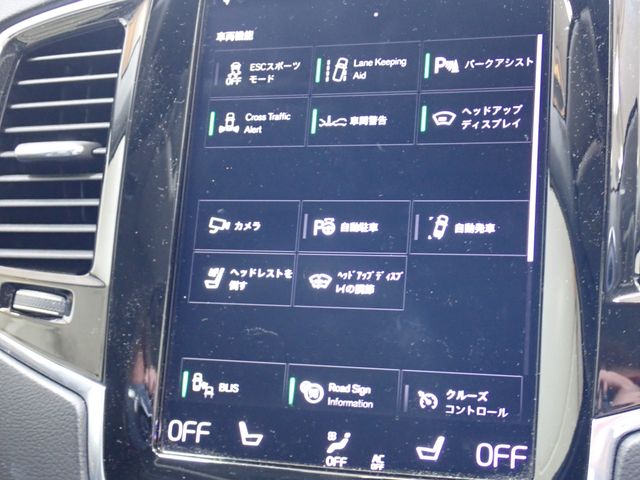 車両機能
ESCスポーツ
モード
OFF
Lane Keeping
Aid
パークアシスト
Cross Traffic
Alert
車間警告
ヘッドアップ
ディスプレイ
カメラ
自動駐車
自動発車
ヘッドレストを
倒す
ﾍｯﾄﾞｱｯﾌﾟﾃﾞｨｽﾌﾟ
ﾚｲの調節
BLIS
Road Sign
Information
クルーズ
コントロール
OFF
OFF
AC
OFF
OFF